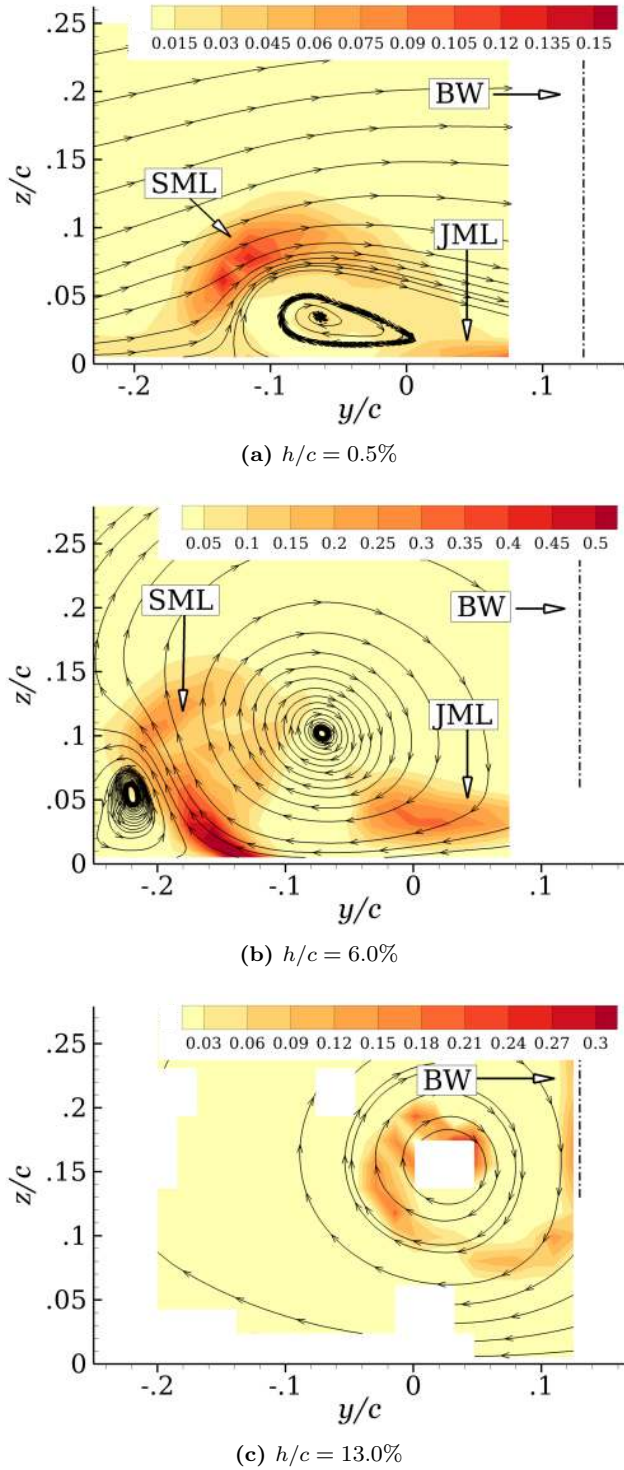 0.015 0.03 0.045 0.06 0.075 0.09 0.105 0.12 0.135 0.15
.25
BW
.2
SML
.15
z/c
JML
.1
.05
0
-.2 -.1 0 .1
y/c
(a) h/c = 0.5%
0.05 0.1 0.15 0.2 0.25 0.3 0.35 0.4 0.45 0.5
.25
SML
BW
.2
.15
z/c
JML
.1
.05
0
-.2 -.1 0 .1
y/c
(b) h/c = 6.0%
0.03 0.06 0.09 0.12 0.15 0.18 0.21 0.24 0.27 0.3
.25
BW
.2
.15
z/c
.1
.05
0
-.2 -.1 0 .1
y/c
(c) h/c = 13.0%